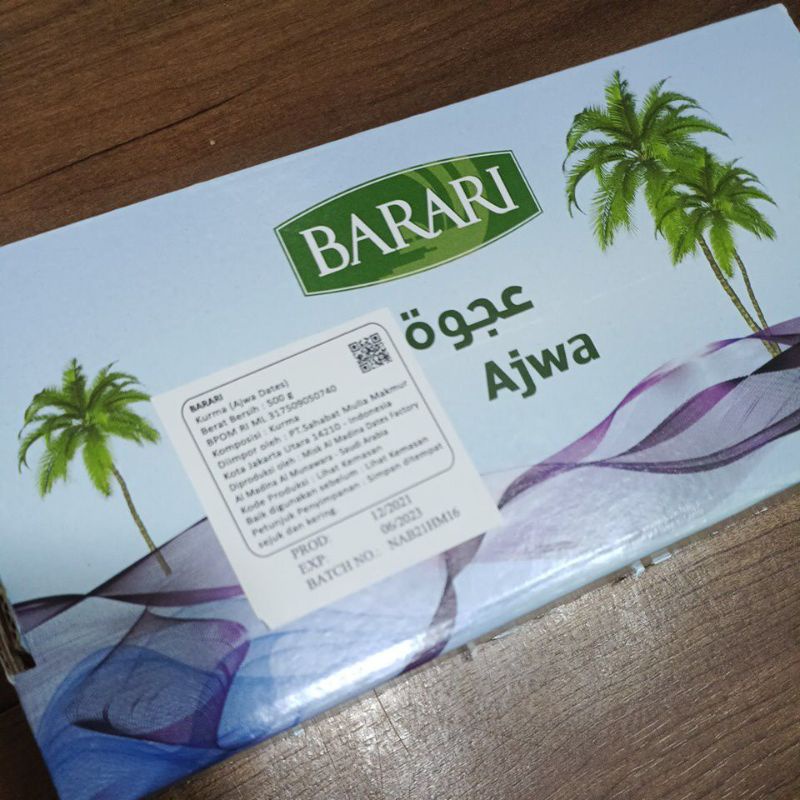 BARARI
عجوة
Ajwa
BARARI
Kurma (Ajwa Dates)
Berat Bersih : 500 g
BPOM RI ML 317509050740
Komposisi : Kurma
Diimpor oleh : PT.Sahabat Mulia Makmur
Kota Jakarta Utara 14210 - Indonesia
Diproduksi oleh : Misk Al Madina Dates Factory
Al Madina Al Munawara - Saudi Arabia
Kode Produksi : Lihat Kemasan
Baik digunakan sebelum : Lihat Kemasan
Petunjuk Penyimpanan : Simpan ditempat
sejuk dan kering
PROD: 12/2021
EXP: 06/2023
BATCH NO.: NAB21HM16